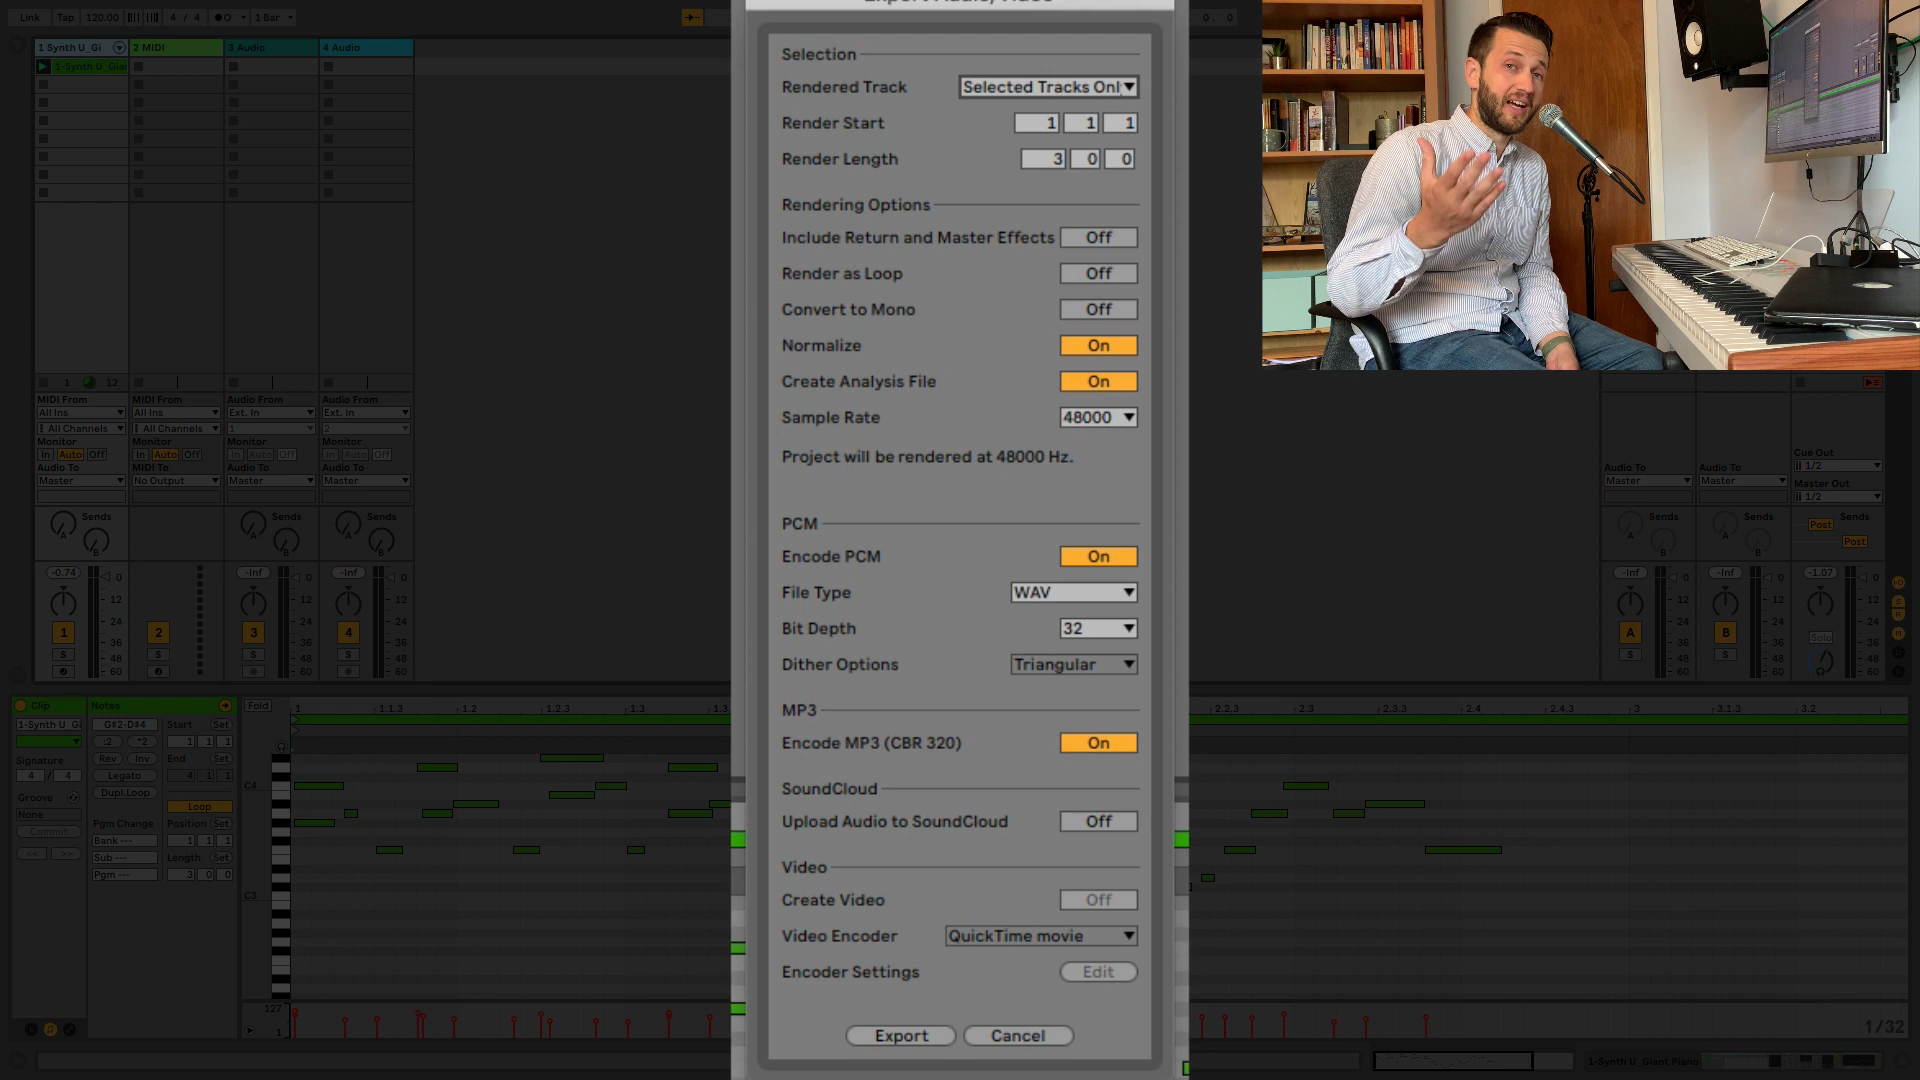 Link Tap 120.00 4 / 4 1 Bar
Export Audio/Video
1 Synth U_Gi 2 MIDI 3 Audio 4 Audio
1-Synth U_Giant
Selection
Rendered Track Selected Tracks Onl
Render Start 1 1 1
Render Length 3 0 0
Rendering Options
Include Return and Master Effects Off
Render as Loop Off
Convert to Mono Off
Normalize On
Create Analysis File On
Sample Rate 48000
Project will be rendered at 48000 Hz.
PCM
Encode PCM On
File Type WAV
Bit Depth 32
Dither Options Triangular
MP3
Encode MP3 (CBR 320) On
SoundCloud
Upload Audio to SoundCloud Off
Video
Create Video Off
Video Encoder QuickTime movie
Encoder Settings Edit
Export Cancel
1 12
MIDI From MIDI From Audio From Audio From
All Ins All Ins Ext. In Ext. In
All Channels All Channels 1 2
Monitor Monitor Monitor Monitor
In Auto Off In Auto Off In Auto Off In Auto Off
Audio To MIDI To Audio To Audio To
Master No Output Master Master
Sends Sends Sends
A B A B A B
-0.74 0 -Inf 0 -Inf 0
12 12 12
24 24 24
1 2 3 4
36 36 36
S S S S
48 48 48
60 60 60
Cue Out
1/2
Audio To Audio To Master Out
Master Master 1/2
Sends Sends Post Sends
A B A B Post
-Inf 0 -Inf 0 -1.07 0
12 12 12
24 24 24
A B Solo
36 36 36
S S
48 48 48
60 60 60
Clip Notes Fold
1 1.1.3 1.2 1.2.3 1.3 2.2.3 2.3 2.3.3 2.4 2.4.3 3 3.1.3 3.2
1-Synth U_Gi G#2-D#4 Start Set
:2 *2 1 1 1
Signature Rev Inv End Set
4 / 4 Legato 4 1 1
Groove Dupl.Loop Loop
None Pgm Change Position Set
Commit Bank --- 1 1 1
<< >> Sub --- Length Set
Pgm --- 3 0 0
C4
C3
127
1
1/32
1-Synth U_Giant Piano